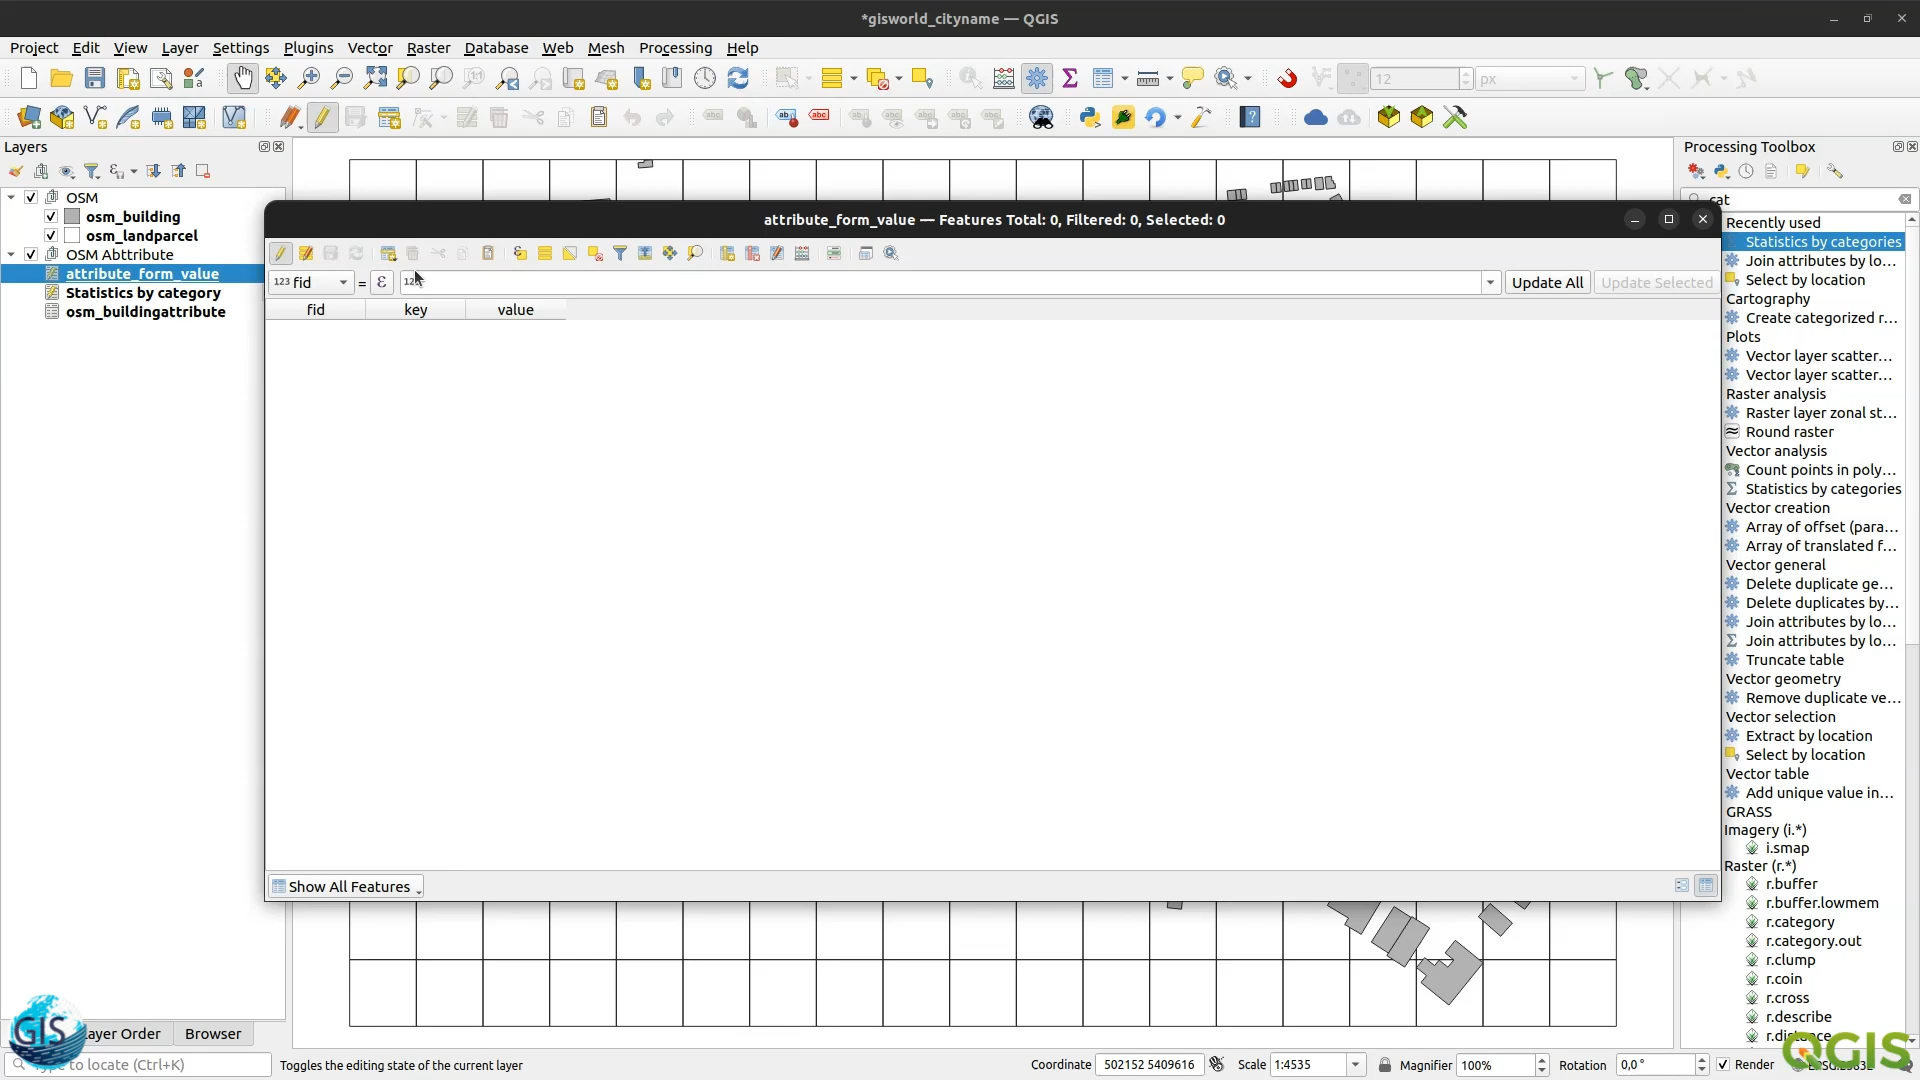 *gisworld_cityname — QGIS
Project Edit View Layer Settings Plugins Vector Raster Database Web Mesh Processing Help
12 px
Layers
OSM
osm_building
osm_landparcel
OSM Abttribute
attribute_form_value
Statistics by category
osm_buildingattribute
attribute_form_value — Features Total: 0, Filtered: 0, Selected: 0
123 fid = ε
Update All Update Selected
fid key value
Show All Features
Processing Toolbox
cat
Recently used
Statistics by categories
Join attributes by lo...
Select by location
Cartography
Create categorized r...
Plots
Vector layer scatter...
Vector layer scatter...
Raster analysis
Raster layer zonal st...
Round raster
Vector analysis
Count points in poly...
Statistics by categories
Vector creation
Array of offset (para...
Array of translated f...
Vector general
Delete duplicate ge...
Delete duplicates by...
Join attributes by lo...
Join attributes by lo...
Truncate table
Vector geometry
Remove duplicate ve...
Vector selection
Extract by location
Select by location
Vector table
Add unique value in...
GRASS
Imagery (i.*)
i.smap
Raster (r.*)
r.buffer
r.buffer.lowmem
r.category
r.category.out
r.clump
r.coin
r.cross
r.describe
r.distance
GIS
Layer Order Browser
to locate (Ctrl+K)
Toggles the editing state of the current layer
Coordinate 502152 5409616
Scale 1:4535
Magnifier 100%
Rotation 0,0°
Render
QGIS